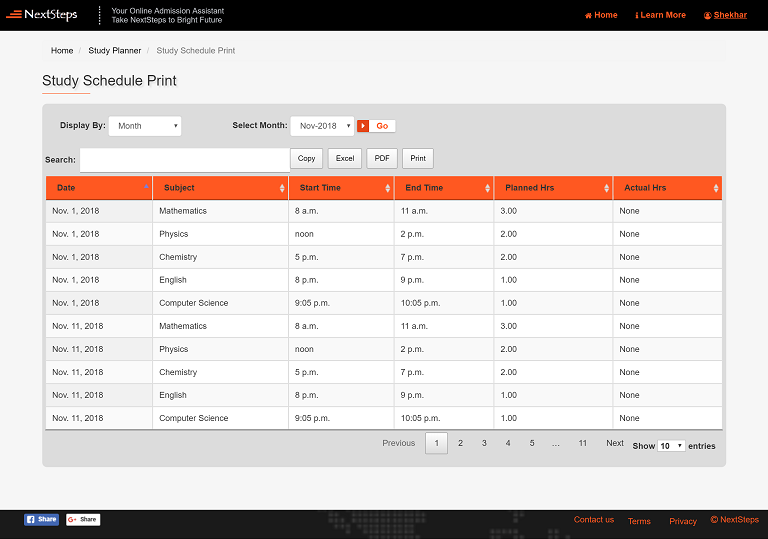 NextSteps
Your Online Admission Assistant
Take NextSteps to Bright Future
Home Learn More Shekhar
Home / Study Planner / Study Schedule Print
Study Schedule Print
Display By: Month Select Month: Nov-2018 Go
Search: Copy Excel PDF Print
Date Subject Start Time End Time Planned Hrs Actual Hrs
Nov. 1, 2018 Mathematics 8 a.m. 11 a.m. 3.00 None
Nov. 1, 2018 Physics noon 2 p.m. 2.00 None
Nov. 1, 2018 Chemistry 5 p.m. 7 p.m. 2.00 None
Nov. 1, 2018 English 8 p.m. 9 p.m. 1.00 None
Nov. 1, 2018 Computer Science 9:05 p.m. 10:05 p.m. 1.00 None
Nov. 11, 2018 Mathematics 8 a.m. 11 a.m. 3.00 None
Nov. 11, 2018 Physics noon 2 p.m. 2.00 None
Nov. 11, 2018 Chemistry 5 p.m. 7 p.m. 2.00 None
Nov. 11, 2018 English 8 p.m. 9 p.m. 1.00 None
Nov. 11, 2018 Computer Science 9:05 p.m. 10:05 p.m. 1.00 None
Previous 1 2 3 4 5 … 11 Next Show 10 entries
Share G+ Share Contact us Terms Privacy © NextSteps